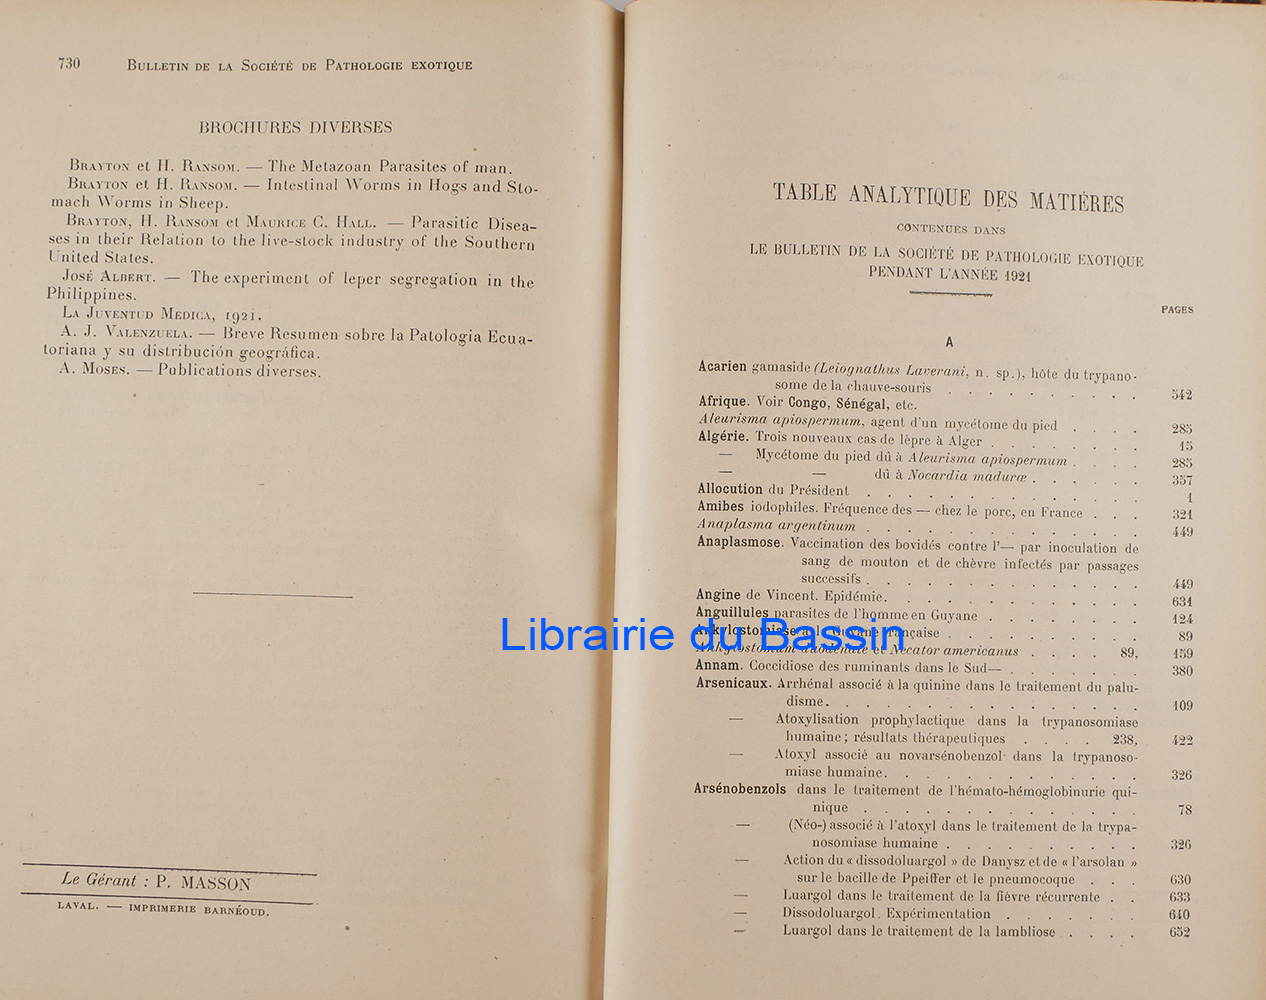 730 BULLETIN DE LA SOCIÉTÉ DE PATHOLOGIE EXOTIQUE
BROCHURES DIVERSES
BRAYTON et H. RANSOM. — The Metazoan Parasites of man.
BRAYTON et H. RANSOM. — Intestinal Worms in Hogs and Sto-
mach Worms in Sheep.
BRAYTON, H. RANSOM et MAURICE C. HALL. — Parasitic Disea-
ses in their Relation to the live-stock industry of the Southern
United States.
JOSÉ ALBERT. — The experiment of leper segregation in the
Philippines.
LA JUVENTUD MEDICA, 1921.
A. J. VALENZUELA. — Breve Resumen sobre la Patologia Ecua-
toriana y su distribución geográfica.
A. MOSES. — Publications diverses.
Le Gérant : P. MASSON
LAVAL. — IMPRIMERIE BARNÉOUD.
TABLE ANALYTIQUE DES MATIÈRES
CONTENUES DANS
LE BULLETIN DE LA SOCIÉTÉ DE PATHOLOGIE EXOTIQUE
PENDANT L'ANNÉE 1921
PAGES
A
Acarien gamaside (Leiognathus Laverani, n. sp.), hôte du trypano-
some de la chauve-souris . . . . . . . . . . 542
Afrique. Voir Congo, Sénégal, etc.
Aleurisma apiospermum, agent d'un mycétome du pied . . . . 285
Algérie. Trois nouveaux cas de lèpre à Alger . . . . . . . . 15
— Mycétome du pied dû à Aleurisma apiospermum . . . . 285
— — dû à Nocardia maduræ . . . . . . 357
Allocution du Président . . . . . . . . . . . . . . 1
Amibes iodophiles. Fréquence des — chez le porc, en France . . . 321
Anaplasma argentinum . . . . . . . . . . . . . . 449
Anaplasmose. Vaccination des bovidés contre l'— par inoculation de
sang de mouton et de chèvre infectés par passages
successifs . . . . . . . . . . . . . . 449
Angine de Vincent. Epidémie. . . . . . . . . . . . . 631
Anguillules parasites de l'homme en Guyane . . . . . . . . 124
Ankylostomiase à la Guyane française . . . . . . . . . . 89
Ankylostomum duodenale et Necator americanus . . . . 89, 159
Annam. Coccidiose des ruminants dans le Sud— . . . . . . . 380
Arsenicaux. Arrhénal associé à la quinine dans le traitement du palu-
disme. . . . . . . . . . . . . . . . 109
— Atoxylisation prophylactique dans la trypanosomiase
humaine ; résultats thérapeutiques . . . . 238, 422
— Atoxyl associé au novarsénobenzol dans la trypanoso-
miase humaine. . . . . . . . . . . . . 326
Arsénobenzols dans le traitement de l'hémato-hémoglobinurie qui-
nique . . . . . . . . . . . . . . 78
— (Néo-) associé à l'atoxyl dans le traitement de la trypa-
nosomiase humaine . . . . . . . . . . 326
— Action du « dissodoluargol » de Danysz et de « l'arsolan »
sur le bacille de Ppeiffer et le pneumocoque . . . 630
— Luargol dans le traitement de la fièvre récurrente . . 633
— Dissodoluargol. Expérimentation . . . . . . . 640
— Luargol dans le traitement de la lambliose . . . . 652
Librairie du Bassin